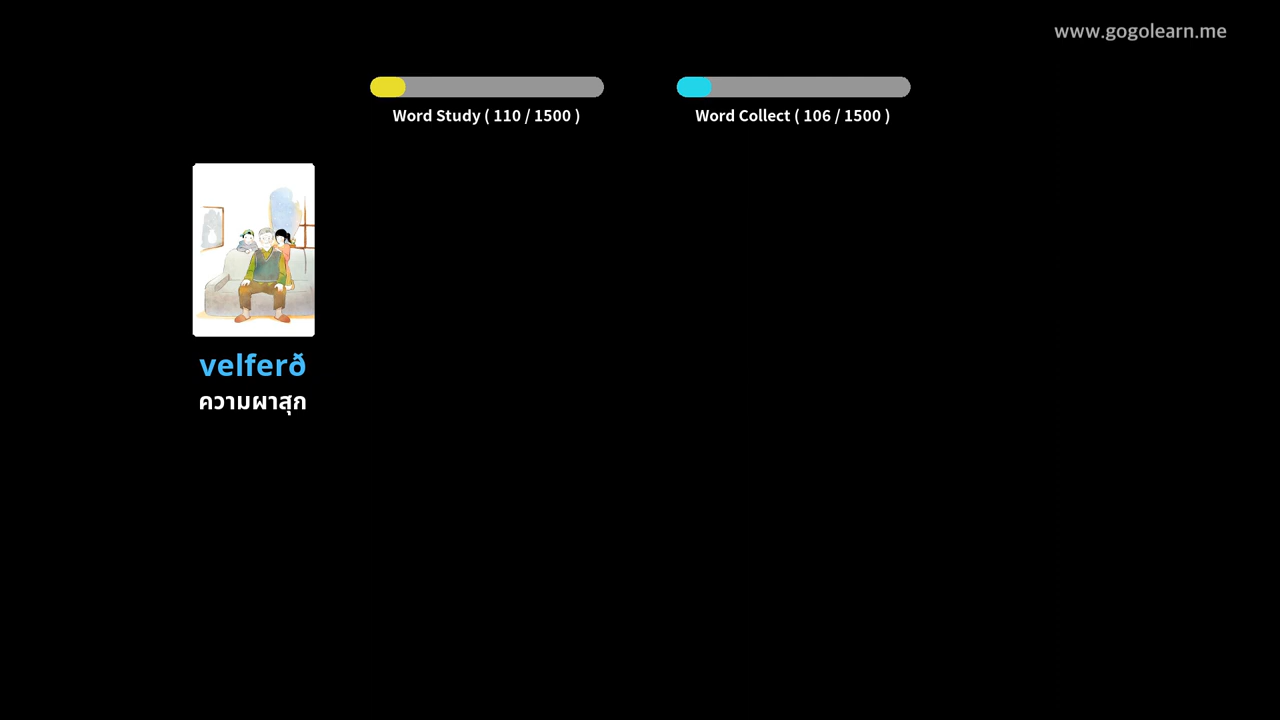 www.gogolearn.me
Word Study ( 110 / 1500 )
Word Collect ( 106 / 1500 )
velferð
ความผาสุก